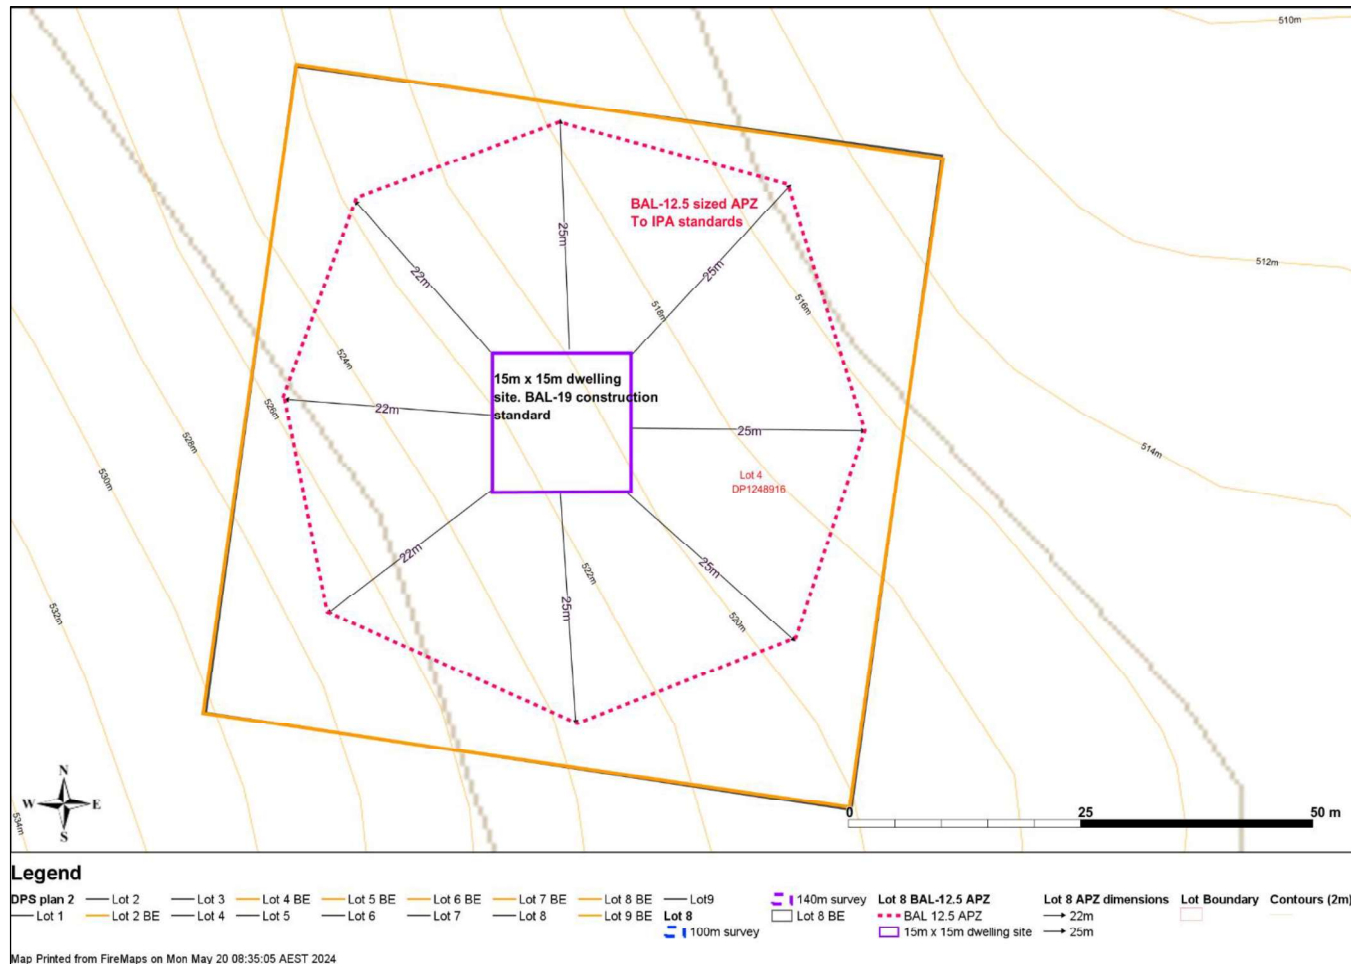 510m
BAL-12.5 sized APZ
To IPA standards
25m
25m
22m
512m
516m
518m
524m
15m x 15m dwelling
site. BAL-19 construction
standard
22m
526m
25m
528m
514m
530m
Lot 4
DP1248916
22m
25m
522m
25m
520m
532m
534m
N
W
E
S
0
25
50 m
Legend
DPS plan 2
Lot 2
Lot 3
Lot 4 BE
Lot 5 BE
Lot 6 BE
Lot 7 BE
Lot 8 BE
Lot9
140m survey
Lot 8 BAL-12.5 APZ
Lot 8 APZ dimensions
Lot Boundary
Contours (2m)
Lot 1
Lot 2 BE
Lot 4
Lot 5
Lot 6
Lot 7
Lot 8
Lot 9 BE
Lot 8
Lot 8 BE
BAL 12.5 APZ
22m
100m survey
15m x 15m dwelling site
25m
Map Printed from FireMaps on Mon May 20 08:35:05 AEST 2024